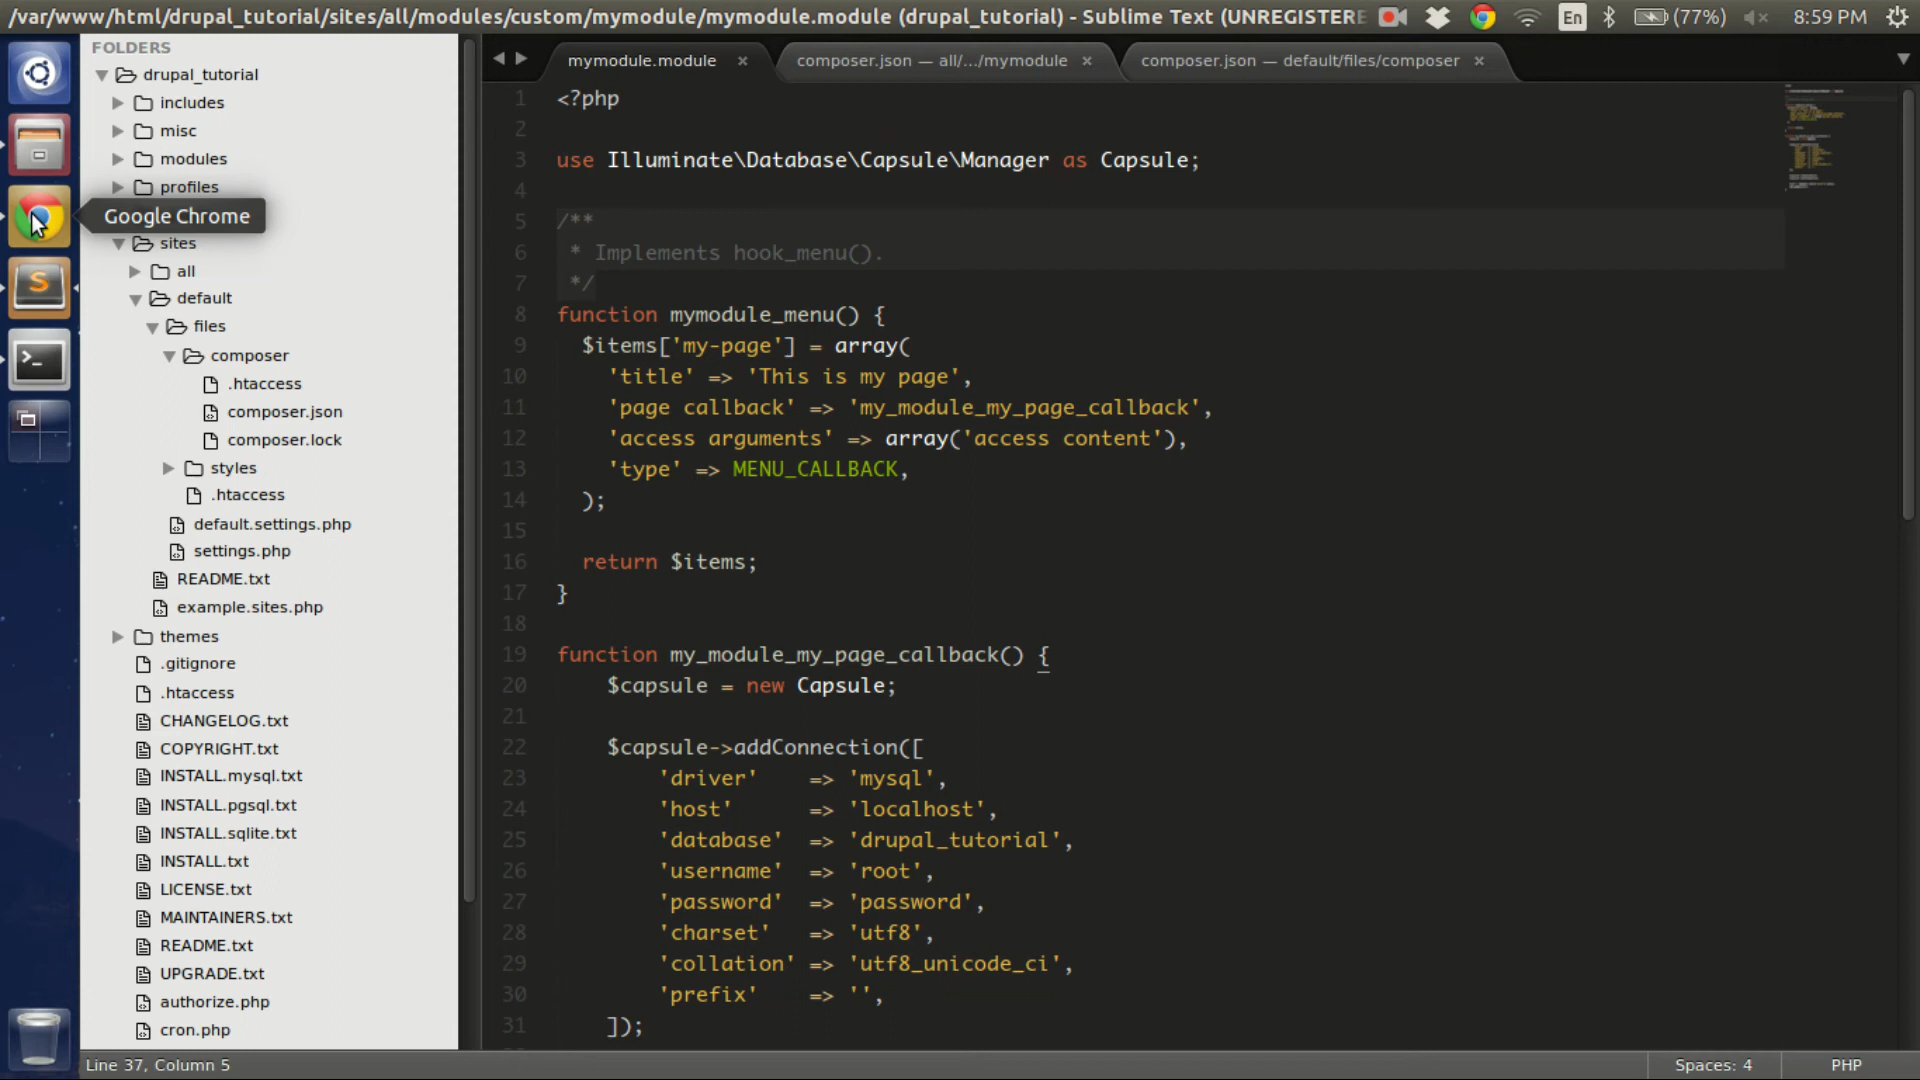 /var/www/html/drupal_tutorial/sites/all/modules/custom/mymodule/mymodule.module (drupal_tutorial) - Sublime Text (UNREGISTERE
En
(77%)
8:59 PM
FOLDERS
drupal_tutorial
includes
misc
modules
profiles
Google Chrome
sites
all
default
files
composer
.htaccess
composer.json
composer.lock
styles
.htaccess
default.settings.php
settings.php
README.txt
example.sites.php
themes
.gitignore
.htaccess
CHANGELOG.txt
COPYRIGHT.txt
INSTALL.mysql.txt
INSTALL.pgsql.txt
INSTALL.sqlite.txt
INSTALL.txt
LICENSE.txt
MAINTAINERS.txt
README.txt
UPGRADE.txt
authorize.php
cron.php
mymodule.module ×
composer.json — all/.../mymodule ×
composer.json — default/files/composer ×
1 <?php
2
3 use Illuminate\Database\Capsule\Manager as Capsule;
4
5 /**
6  * Implements hook_menu().
7  */
8 function mymodule_menu() {
9   $items['my-page'] = array(
10     'title' => 'This is my page',
11     'page callback' => 'my_module_my_page_callback',
12     'access arguments' => array('access content'),
13     'type' => MENU_CALLBACK,
14   );
15
16   return $items;
17 }
18
19 function my_module_my_page_callback() {
20     $capsule = new Capsule;
21
22     $capsule->addConnection([
23         'driver'    => 'mysql',
24         'host'      => 'localhost',
25         'database'  => 'drupal_tutorial',
26         'username'  => 'root',
27         'password'  => 'password',
28         'charset'   => 'utf8',
29         'collation' => 'utf8_unicode_ci',
30         'prefix'    => '',
31     ]);
Line 37, Column 5
Spaces: 4
PHP